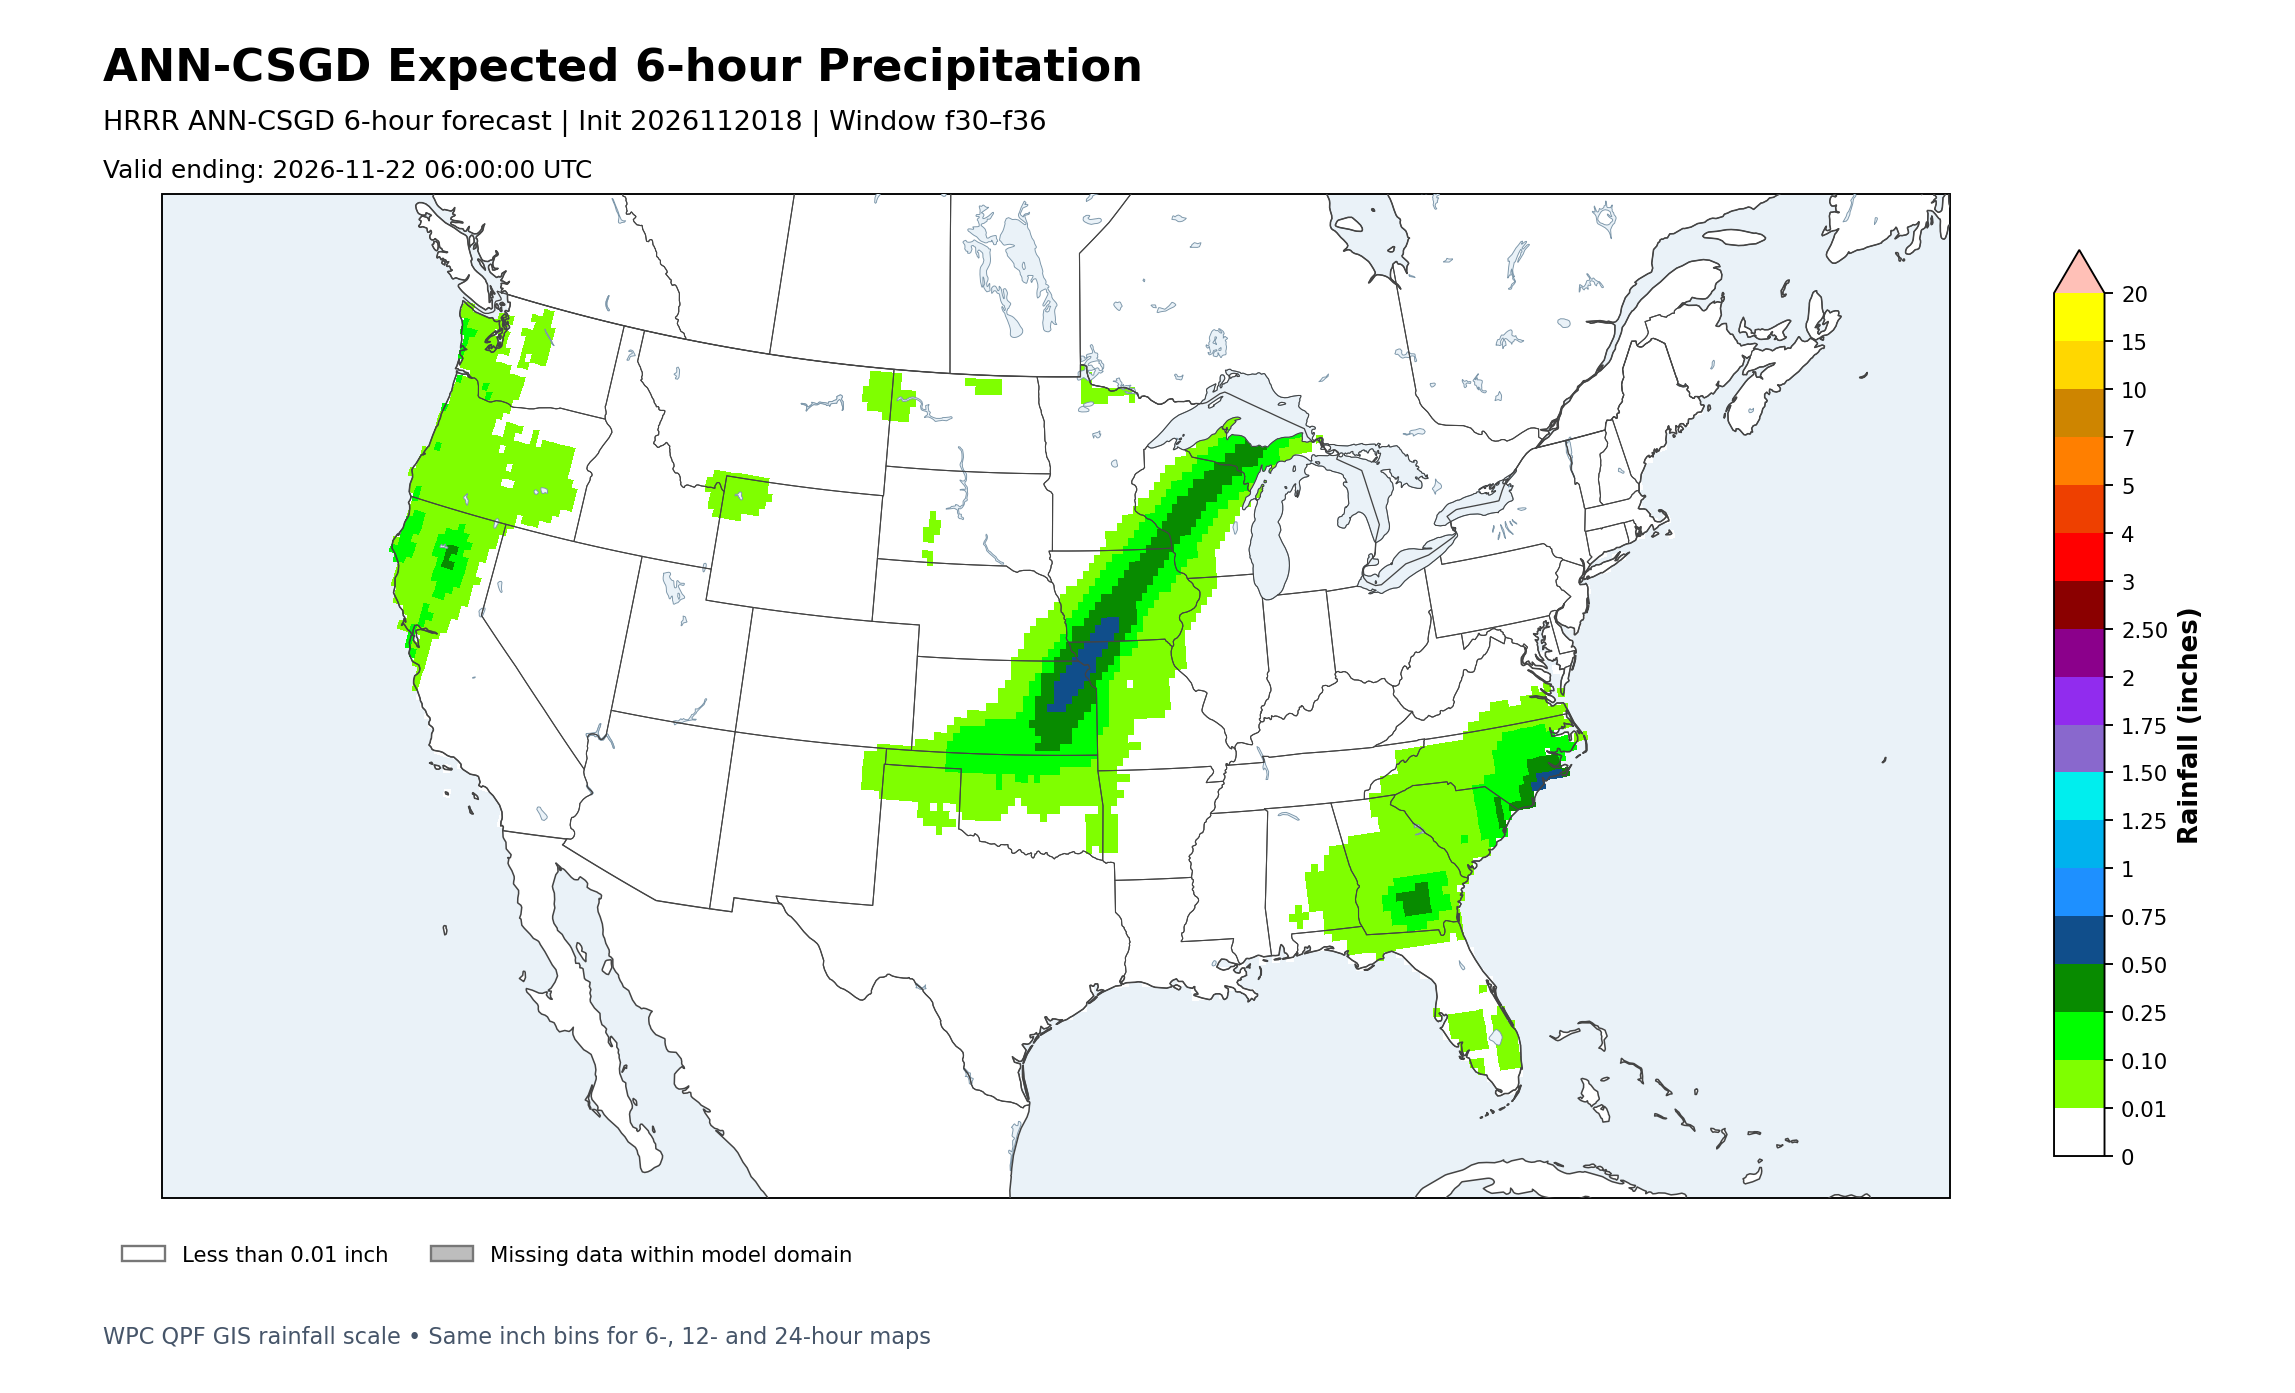 ANN-CSGD Expected 6-hour Precipitation
HRRR ANN-CSGD 6-hour forecast | Init 2026112018 | Window f30–f36
Valid ending: 2026-11-22 06:00:00 UTC
20
15
10
7
5
4
3
2.50
2
1.75
1.50
1.25
1
0.75
0.50
0.25
0.10
0.01
0
Rainfall (inches)
Less than 0.01 inch
Missing data within model domain
WPC QPF GIS rainfall scale • Same inch bins for 6-, 12- and 24-hour maps